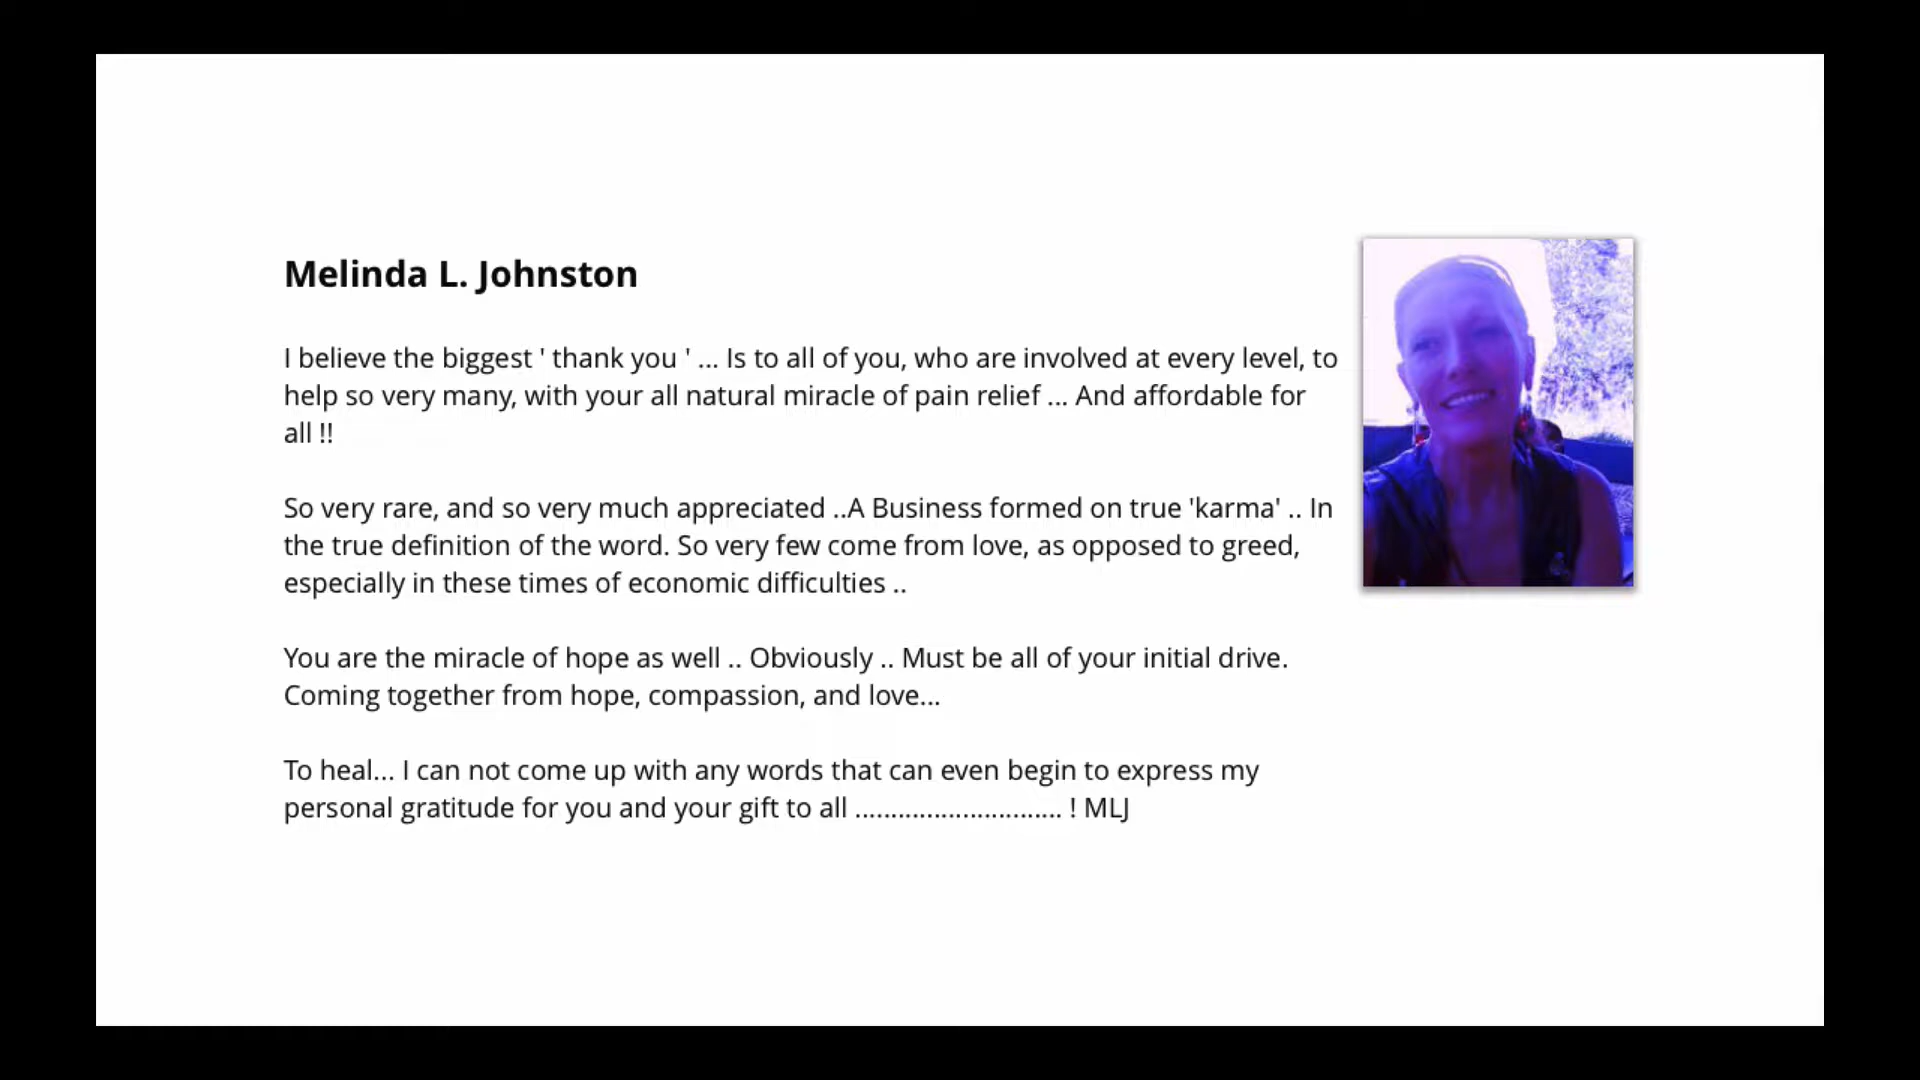 Melinda L. Johnston
I believe the biggest ' thank you ' ... Is to all of you, who are involved at every level, to
help so very many, with your all natural miracle of pain relief ... And affordable for
all !!
So very rare, and so very much appreciated ..A Business formed on true 'karma' .. In
the true definition of the word. So very few come from love, as opposed to greed,
especially in these times of economic difficulties ..
You are the miracle of hope as well .. Obviously .. Must be all of your initial drive.
Coming together from hope, compassion, and love...
To heal... I can not come up with any words that can even begin to express my
personal gratitude for you and your gift to all ............................. ! MLJ